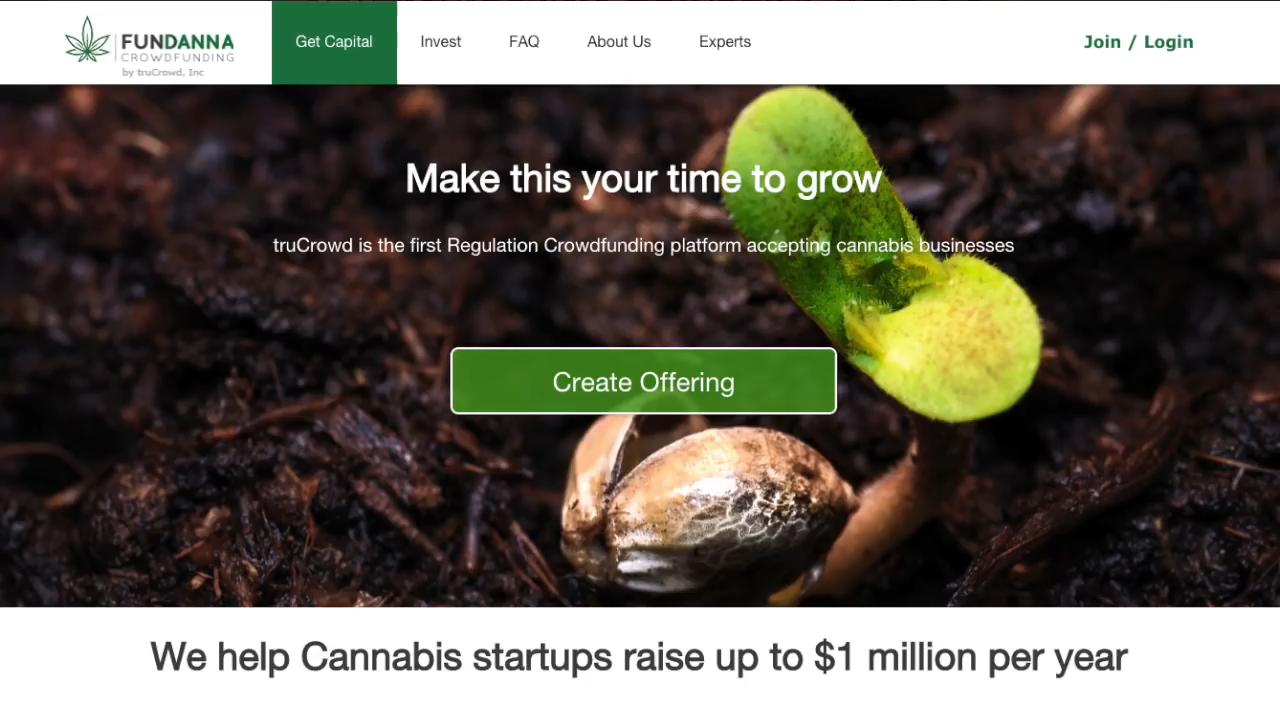 FUNDANNA
CROWDFUNDING
by truCrowd, Inc
Get Capital
Invest
FAQ
About Us
Experts
Join / Login
Make this your time to grow
truCrowd is the first Regulation Crowdfunding platform accepting cannabis businesses
Create Offering
We help Cannabis startups raise up to $1 million per year